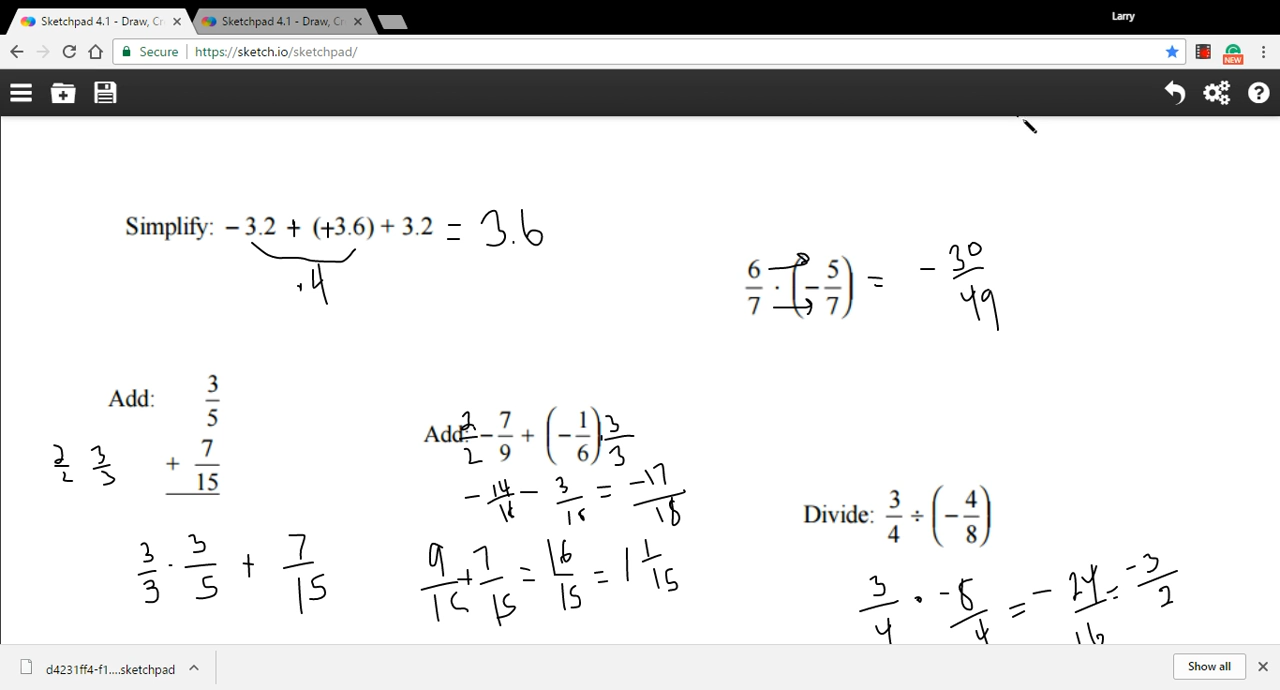 Larry
Sketchpad 4.1 - Draw, Cr
Sketchpad 4.1 - Draw, Cr
Secure https://sketch.io/sketchpad/
NEW
Simplify: - 3.2 + (+3.6) + 3.2 = 3.6
.4
6/7 · (- 5/7) = - 30/49
Add: 3/5
+ 7/15
2/2 3/3
3/3 · 3/5 + 7/15
Add: 2/2 - 7/9 + (- 1/6) 3/3
- 14/18 - 3/18 = -17/18
9/15 + 7/15 = 16/15 = 1 1/15
Divide: 3/4 ÷ (- 4/8)
3/4 · -8/4 = - 24/16 = -3/2
d4231ff4-f1....sketchpad
Show all